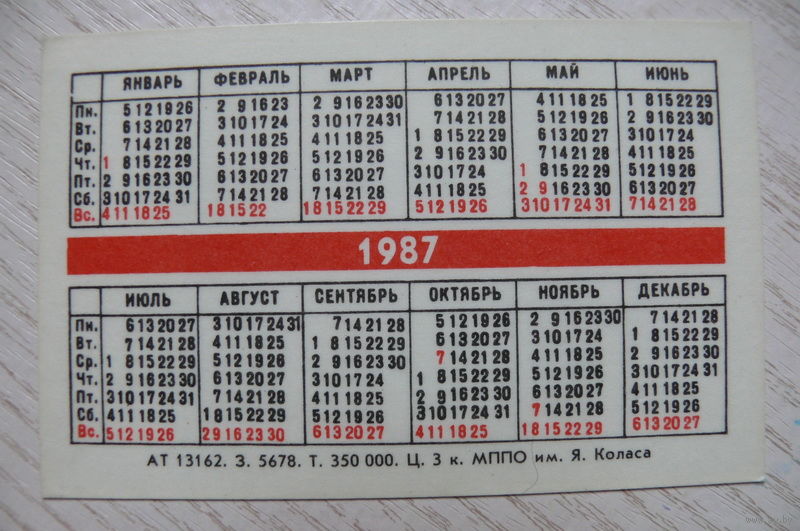 ЯНВАРЬ ФЕВРАЛЬ МАРТ АПРЕЛЬ МАЙ ИЮНЬ
Пн. 5 12 19 26 2 9 16 23 2 9 16 23 30 6 13 20 27 4 11 18 25 1 8 15 22 29
Вт. 6 13 20 27 3 10 17 24 3 10 17 24 31 7 14 21 28 5 12 19 26 2 9 16 23 30
Ср. 7 14 21 28 4 11 18 25 4 11 18 25 1 8 15 22 29 6 13 20 27 3 10 17 24
Чт. 1 8 15 22 29 5 12 19 26 5 12 19 26 2 9 16 23 30 7 14 21 28 4 11 18 25
Пт. 2 9 16 23 30 6 13 20 27 6 13 20 27 3 10 17 24 1 8 15 22 29 5 12 19 26
Сб. 3 10 17 24 31 7 14 21 28 7 14 21 28 4 11 18 25 2 9 16 23 30 6 13 20 27
Вс. 4 11 18 25 1 8 15 22 1 8 15 22 29 5 12 19 26 3 10 17 24 31 7 14 21 28
1987
ИЮЛЬ АВГУСТ СЕНТЯБРЬ ОКТЯБРЬ НОЯБРЬ ДЕКАБРЬ
Пн. 6 13 20 27 3 10 17 24 31 7 14 21 28 5 12 19 26 2 9 16 23 30 7 14 21 28
Вт. 7 14 21 28 4 11 18 25 1 8 15 22 29 6 13 20 27 3 10 17 24 1 8 15 22 29
Ср. 1 8 15 22 29 5 12 19 26 2 9 16 23 30 7 14 21 28 4 11 18 25 2 9 16 23 30
Чт. 2 9 16 23 30 6 13 20 27 3 10 17 24 1 8 15 22 29 5 12 19 26 3 10 17 24 31
Пт. 3 10 17 24 31 7 14 21 28 4 11 18 25 2 9 16 23 30 6 13 20 27 4 11 18 25
Сб. 4 11 18 25 1 8 15 22 29 5 12 19 26 3 10 17 24 31 7 14 21 28 5 12 19 26
Вс. 5 12 19 26 2 9 16 23 30 6 13 20 27 4 11 18 25 1 8 15 22 29 6 13 20 27
АТ 13162. З. 5678. Т. 350 000. Ц. 3 к. МППО им. Я. Коласа